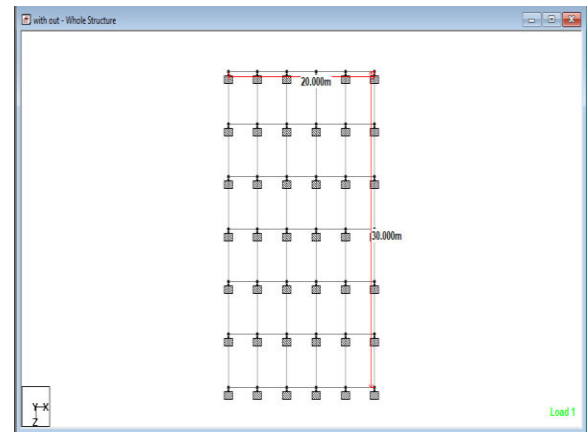 with out - Whole Structure
20.000m
30.000m
Y X
Z
Load 1